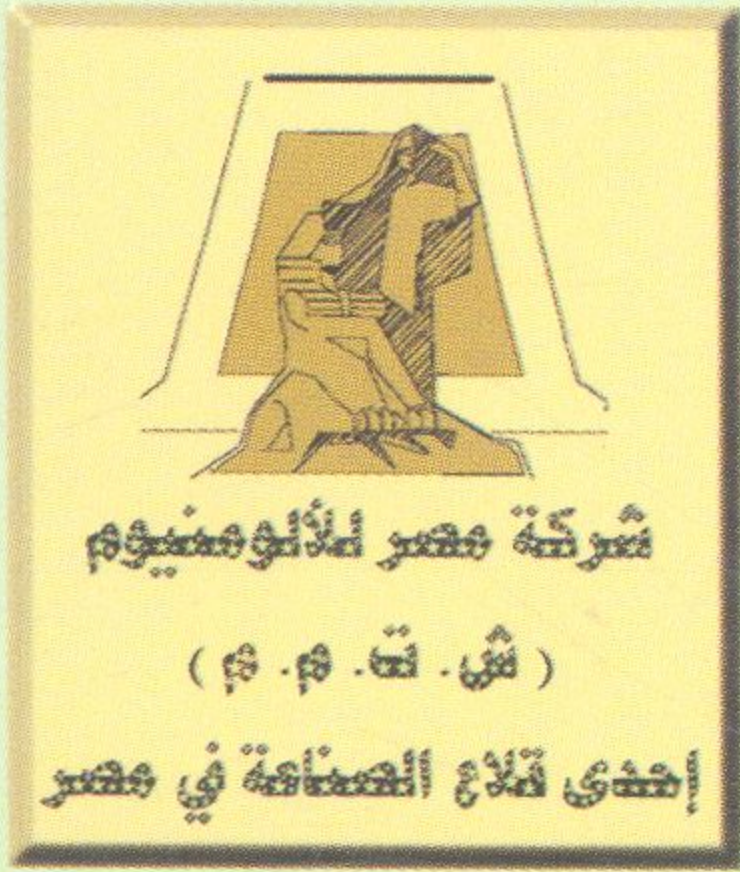 شركة مصر للألومنيوم
( ش . ت . م . م )
إحدى قلاع الصناعة في مصر